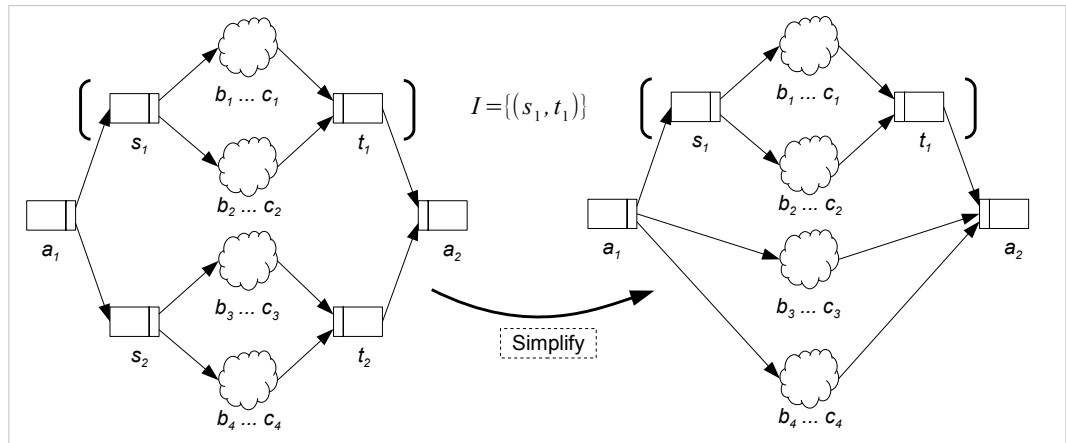 b1 ... c1
s1
t1
b2 ... c2
a1
a2
b3 ... c3
s2
t2
b4 ... c4
I={(s1,t1)}
Simplify
b1 ... c1
s1
t1
b2 ... c2
a1
a2
b3 ... c3
b4 ... c4